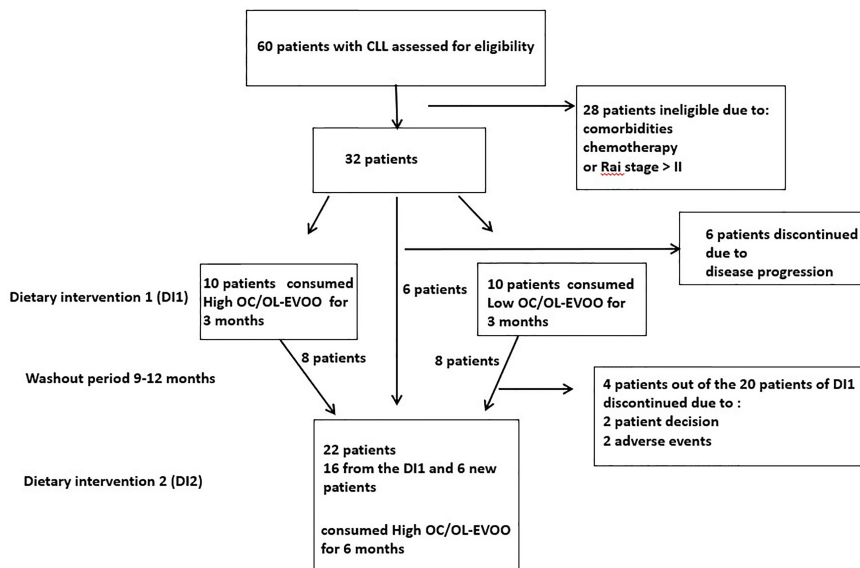 60 patients with CLL assessed for eligibility
28 patients ineligible due to:
comorbidities
chemotherapy
or Rai stage > II
32 patients
6 patients discontinued
due to
disease progression
Dietary intervention 1 (DI1)
10 patients consumed
High OC/OL-EVOO for
3 months
6 patients
10 patients consumed
Low OC/OL-EVOO for
3 months
8 patients
8 patients
Washout period 9-12 months
4 patients out of the 20 patients of DI1
discontinued due to :
2 patient decision
2 adverse events
Dietary intervention 2 (DI2)
22 patients
16 from the DI1 and 6 new
patients
consumed High OC/OL-EVOO
for 6 months